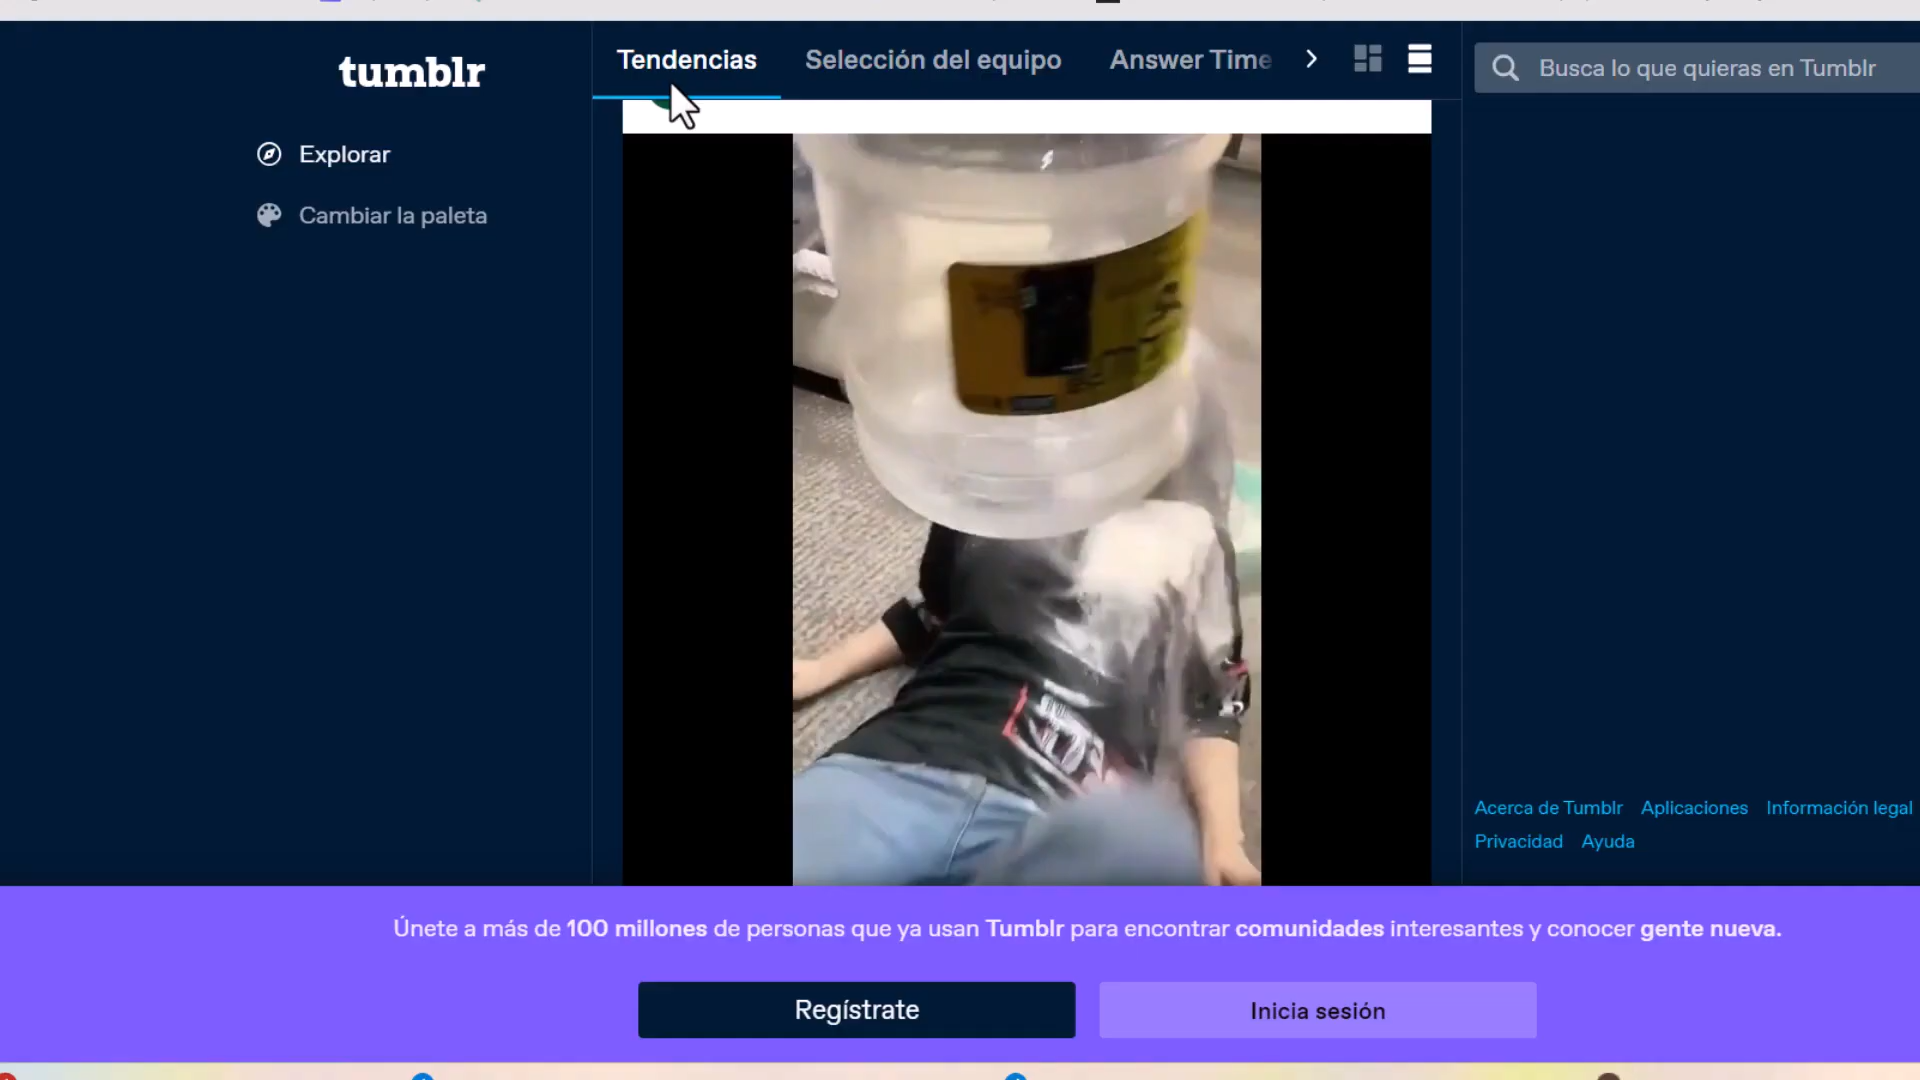 tumblr
Tendencias
Selección del equipo
Answer Time
Busca lo que quieras en Tumblr
Explorar
Cambiar la paleta
Acerca de Tumblr
Aplicaciones
Información legal
Privacidad
Ayuda
Únete a más de 100 millones de personas que ya usan Tumblr para encontrar comunidades interesantes y conocer gente nueva.
Regístrate
Inicia sesión